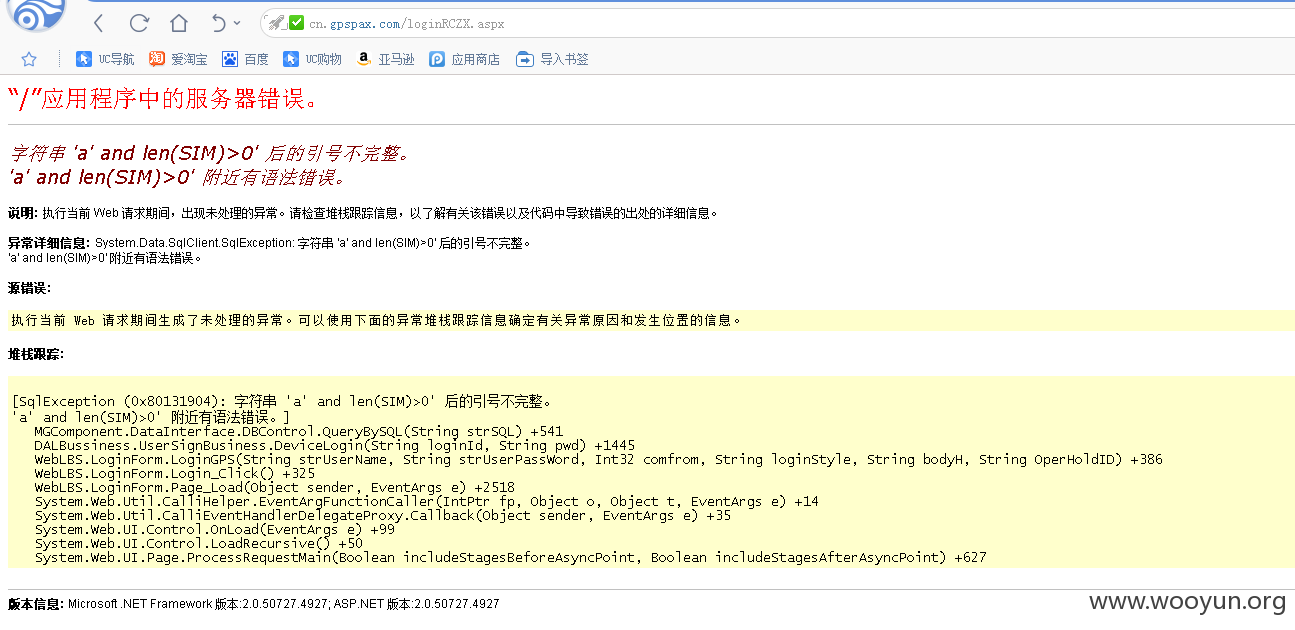 cn.gpspax.com/loginRCZX.aspx
UC导航 爱淘宝 百度 UC购物 亚马逊 应用商店 导入书签
“/”应用程序中的服务器错误。
字符串 'a' and len(SIM)>0' 后的引号不完整。
'a' and len(SIM)>0' 附近有语法错误。
说明: 执行当前 Web 请求期间，出现未处理的异常。请检查堆栈跟踪信息，以了解有关该错误以及代码中导致错误的出处的详细信息。
异常详细信息: System.Data.SqlClient.SqlException: 字符串 'a' and len(SIM)>0' 后的引号不完整。
'a' and len(SIM)>0' 附近有语法错误。
源错误:
执行当前 Web 请求期间生成了未处理的异常。可以使用下面的异常堆栈跟踪信息确定有关异常原因和发生位置的信息。
堆栈跟踪:
[SqlException (0x80131904): 字符串 'a' and len(SIM)>0' 后的引号不完整。
'a' and len(SIM)>0' 附近有语法错误。]
MGComponent.DataInterface.DBControl.QueryBySQL(String strSQL) +541
DALBussiness.UserSignBusiness.DeviceLogin(String loginId, String pwd) +1445
WebLBS.LoginForm.LoginGPS(String strUserName, String strUserPassWord, Int32 comfrom, String loginStyle, String bodyH, String OperHoldID) +386
WebLBS.LoginForm.Login_Click() +325
WebLBS.LoginForm.Page_Load(Object sender, EventArgs e) +2518
System.Web.Util.CalliHelper.EventArgFunctionCaller(IntPtr fp, Object o, Object t, EventArgs e) +14
System.Web.Util.CalliEventHandlerDelegateProxy.Callback(Object sender, EventArgs e) +35
System.Web.UI.Control.OnLoad(EventArgs e) +99
System.Web.UI.Control.LoadRecursive() +50
System.Web.UI.Page.ProcessRequestMain(Boolean includeStagesBeforeAsyncPoint, Boolean includeStagesAfterAsyncPoint) +627
版本信息: Microsoft .NET Framework 版本:2.0.50727.4927; ASP.NET 版本:2.0.50727.4927
www.wooyun.org